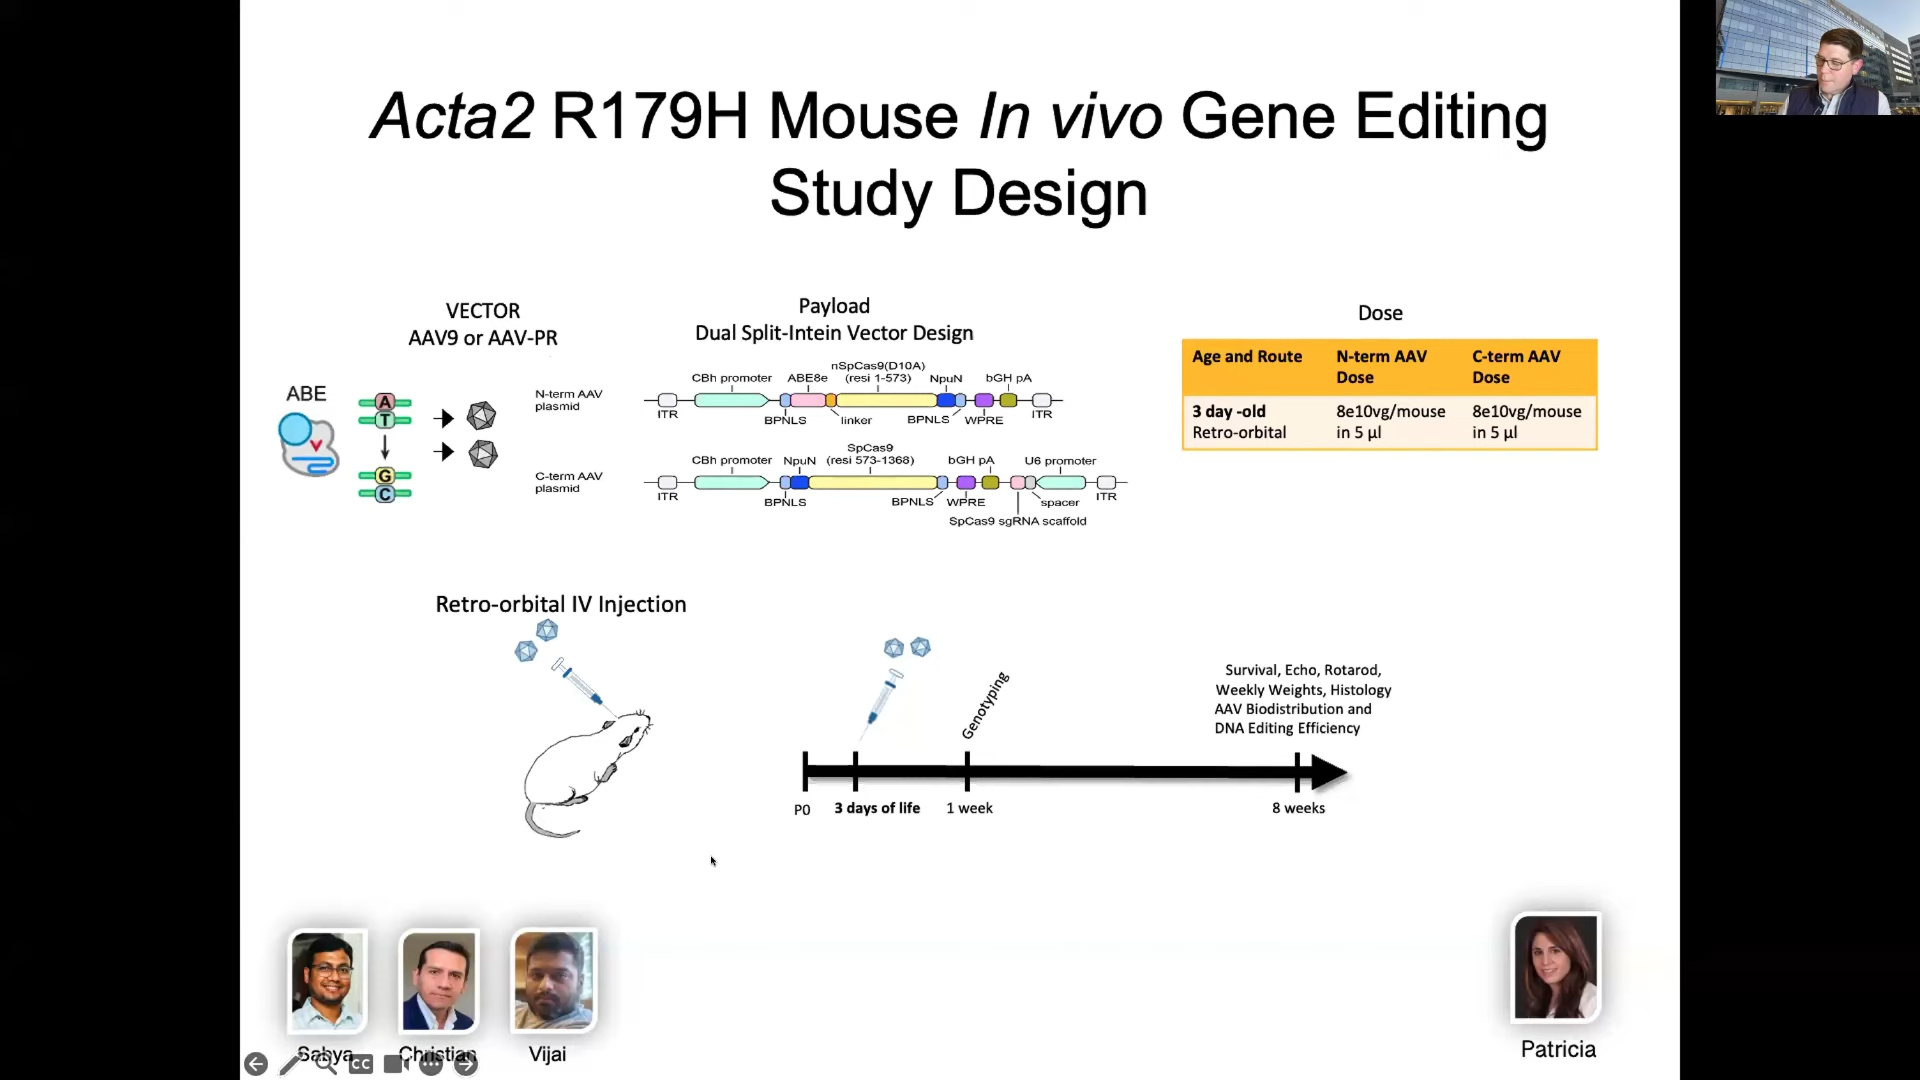 Acta2 R179H Mouse In vivo Gene Editing
Study Design
VECTOR
AAV9 or AAV-PR
ABE
A
T
G
C
Payload
Dual Split-Intein Vector Design
N-term AAV
plasmid
nSpCas9(D10A)
CBh promoter ABE8e (resi 1-573) NpuN bGH pA
ITR BPNLS linker BPNLS WPRE ITR
C-term AAV
plasmid
SpCas9
CBh promoter NpuN (resi 573-1368) bGH pA U6 promoter
ITR BPNLS BPNLS WPRE spacer ITR
SpCas9 sgRNA scaffold
Dose
Age and Route N-term AAV Dose C-term AAV Dose
3 day -old Retro-orbital 8e10vg/mouse in 5 µl 8e10vg/mouse in 5 µl
Retro-orbital IV Injection
Genotyping
Survival, Echo, Rotarod,
Weekly Weights, Histology
AAV Biodistribution and
DNA Editing Efficiency
P0 3 days of life 1 week 8 weeks
Sabya Christian Vijai Patricia
CC